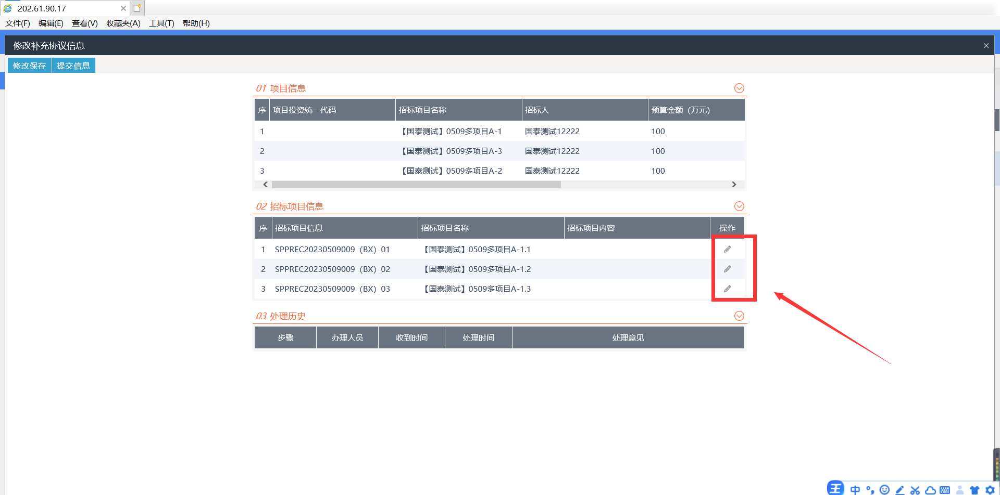 202.61.90.17
文件(F) 编辑(E) 查看(V) 收藏夹(A) 工具(T) 帮助(H)
修改补充协议信息
修改保存 提交信息
01 项目信息
序 项目投资统一代码 招标项目名称 招标人 预算金额（万元）
1 【国泰测试】0509多项目A-1 国泰测试12222 100
2 【国泰测试】0509多项目A-3 国泰测试12222 100
3 【国泰测试】0509多项目A-2 国泰测试12222 100
02 招标项目信息
序 招标项目信息 招标项目名称 招标项目内容 操作
1 SPPREC20230509009（BX）01 【国泰测试】0509多项目A-1.1
2 SPPREC20230509009（BX）02 【国泰测试】0509多项目A-1.2
3 SPPREC20230509009（BX）03 【国泰测试】0509多项目A-1.3
03 处理历史
步骤 办理人员 收到时间 处理时间 处理意见
王 中